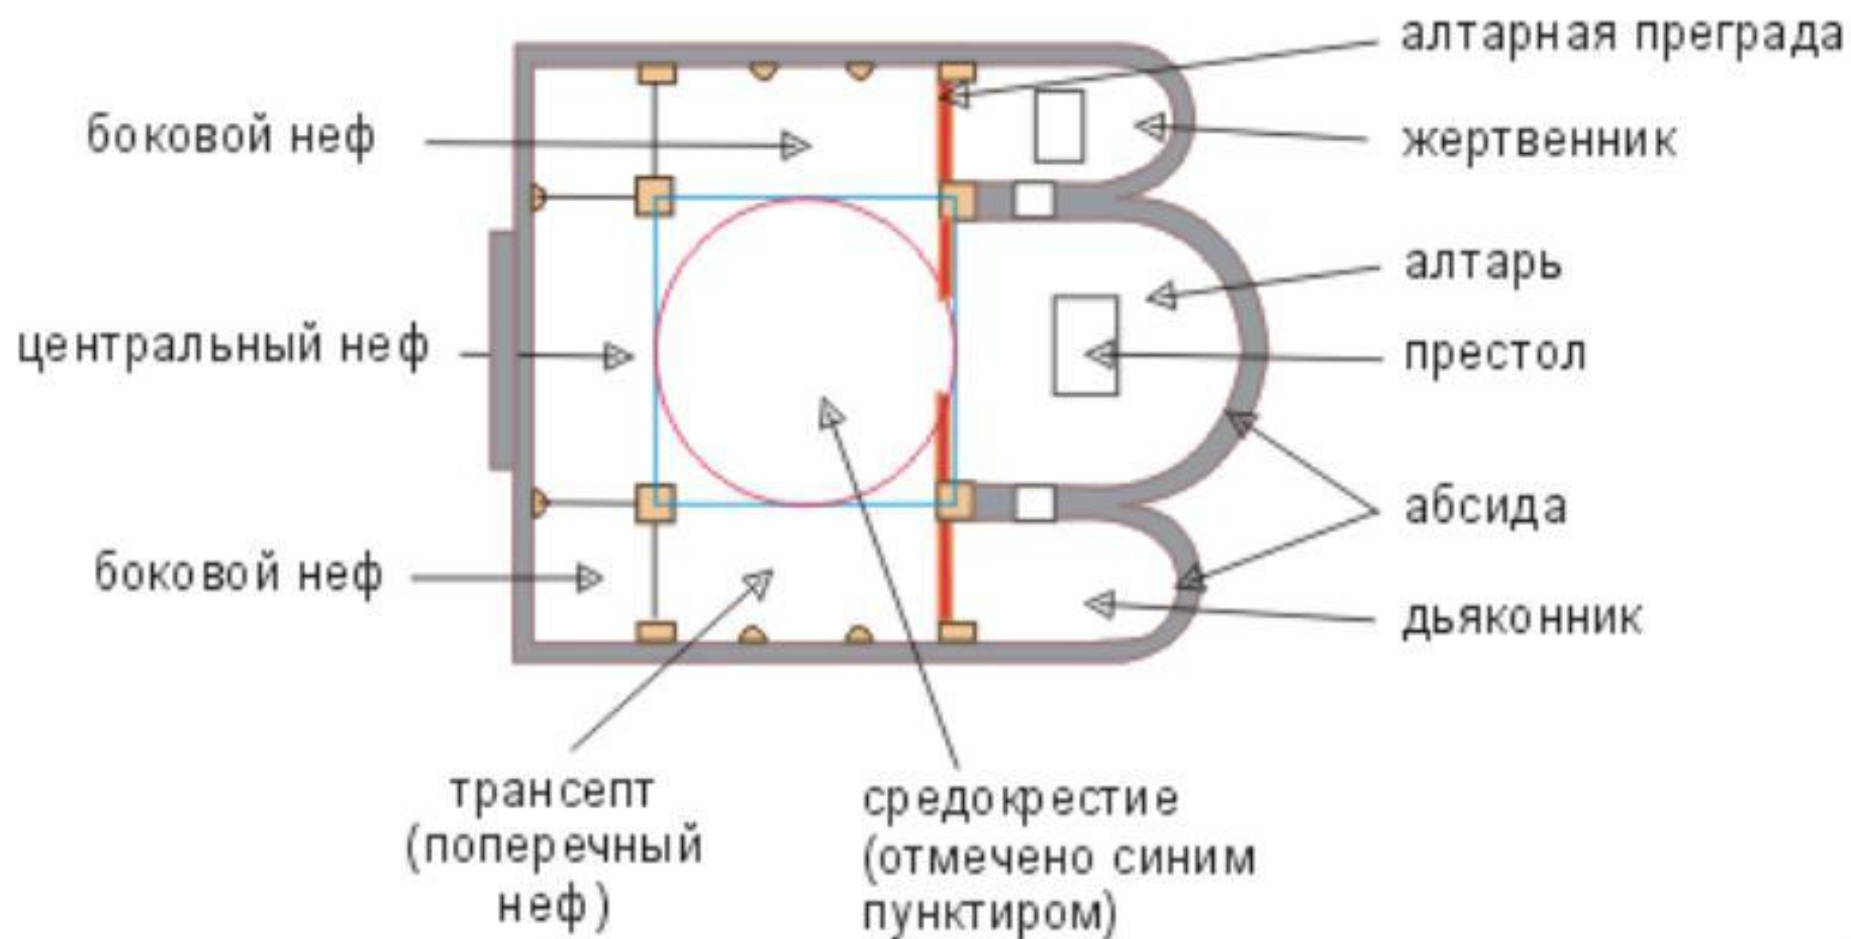 алтарная преграда
боковой неф
жертвенник
алтарь
центральный неф
престол
абсида
боковой неф
дьяконник
трансепт
(поперечный
неф)
средокрестие
(отмечено синим
пунктиром)